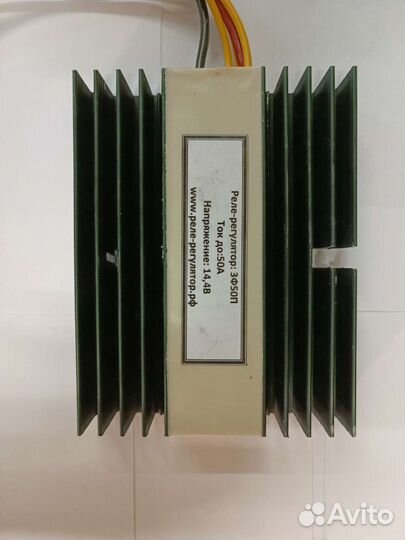 Реле-регулятор: 3Ф50П
Ток до:50А
Напряжение: 14,4В
www.реле-регулятор.рф
Avito